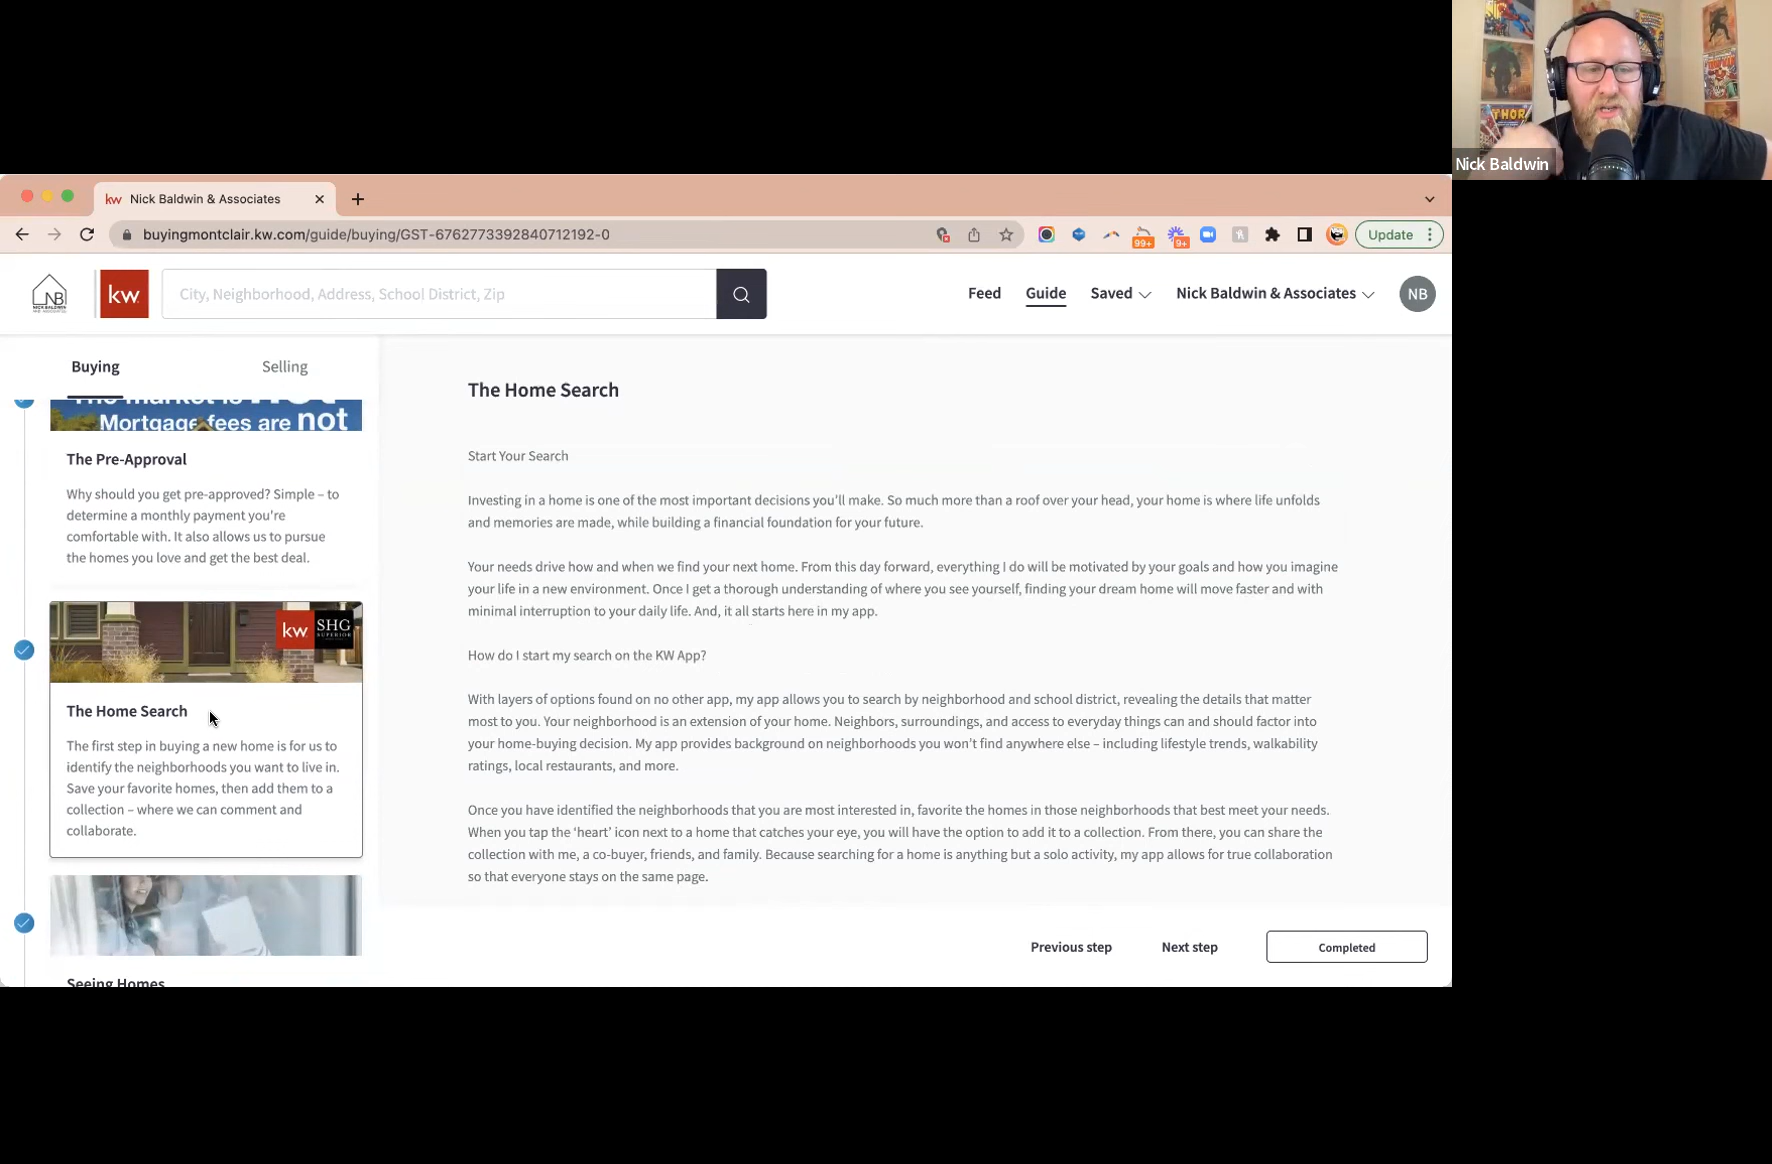 THOR
Nick Baldwin
kw Nick Baldwin & Associates
buyingmontclair.kw.com/guide/buying/GST-6762773392840712192-0
99+
9+
Update
NB
kw
City, Neighborhood, Address, School District, Zip
Feed
Guide
Saved
Nick Baldwin & Associates
NB
Buying
Selling
The market is
Mortgage fees are not
The Pre-Approval
Why should you get pre-approved? Simple – to
determine a monthly payment you're
comfortable with. It also allows us to pursue
the homes you love and get the best deal.
kw SHG
SUPERIOR
The Home Search
The first step in buying a new home is for us to
identify the neighborhoods you want to live in.
Save your favorite homes, then add them to a
collection – where we can comment and
collaborate.
Seeing Homes
The Home Search
Start Your Search
Investing in a home is one of the most important decisions you'll make. So much more than a roof over your head, your home is where life unfolds
and memories are made, while building a financial foundation for your future.
Your needs drive how and when we find your next home. From this day forward, everything I do will be motivated by your goals and how you imagine
your life in a new environment. Once I get a thorough understanding of where you see yourself, finding your dream home will move faster and with
minimal interruption to your daily life. And, it all starts here in my app.
How do I start my search on the KW App?
With layers of options found on no other app, my app allows you to search by neighborhood and school district, revealing the details that matter
most to you. Your neighborhood is an extension of your home. Neighbors, surroundings, and access to everyday things can and should factor into
your home-buying decision. My app provides background on neighborhoods you won’t find anywhere else – including lifestyle trends, walkability
ratings, local restaurants, and more.
Once you have identified the neighborhoods that you are most interested in, favorite the homes in those neighborhoods that best meet your needs.
When you tap the ‘heart’ icon next to a home that catches your eye, you will have the option to add it to a collection. From there, you can share the
collection with me, a co-buyer, friends, and family. Because searching for a home is anything but a solo activity, my app allows for true collaboration
so that everyone stays on the same page.
Previous step
Next step
Completed